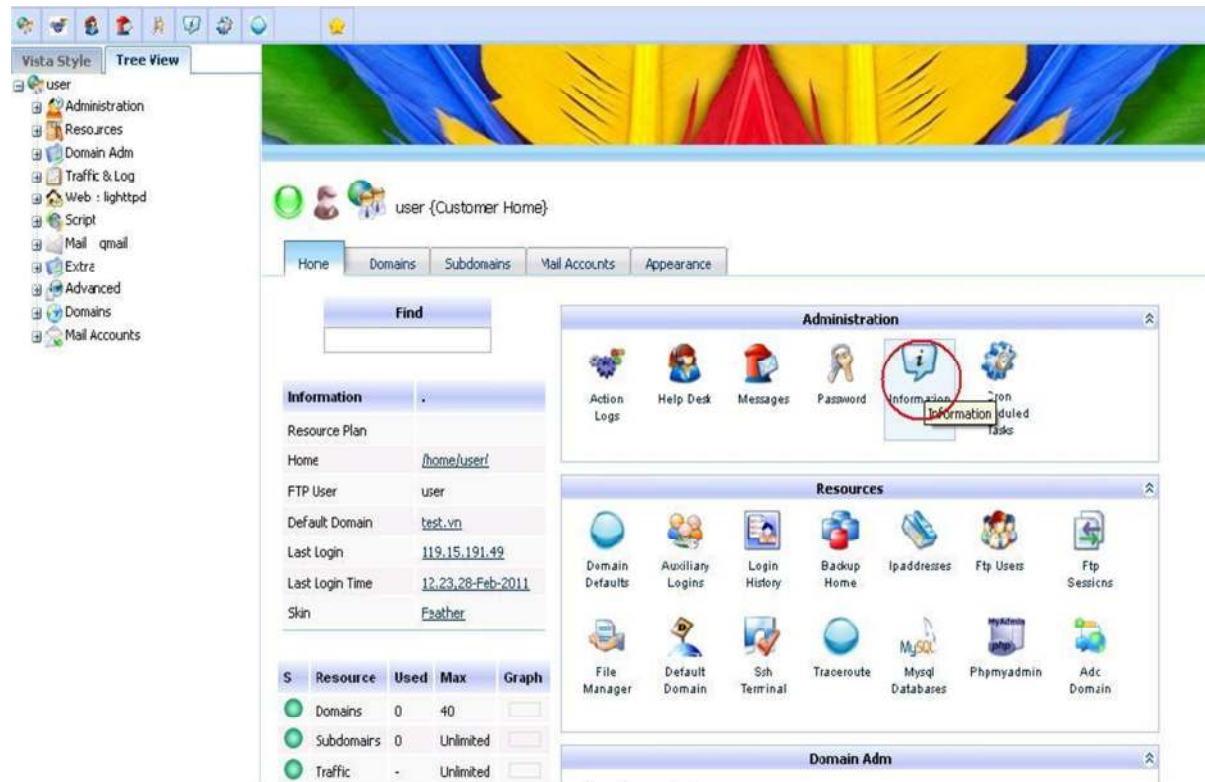 Vista Style
Tree View
user
Administration
Resources
Domain Adm
Traffic & Log
Web : lighttpd
Script
Mail qmail
Extra
Advanced
Domains
Mail Accounts
user {Customer Home}
Home
Domains
Subdomains
Mail Accounts
Appearance
Find
Information .
Resource Plan
Home /home/user/
FTP User user
Default Domain test.vn
Last Login 119.15.191.49
Last Login Time 12.23,28-Feb-2011
Skin Feather
S Resource Used Max Graph
Domains 0 40
Subdomains 0 Unlimited
Traffic - Unlimited
Administration
Action Logs
Help Desk
Messages
Password
Information
Information
Cron
Tasks
Resources
Domain Defaults
Auxiliary Logins
Login History
Backup Home
Ipaddresses
Ftp Users
Ftp Sessions
File Manager
Default Domain
Ssh Terminal
Traceroute
MySQL
Mysql Databases
MyAdmin
php
Phpmyadmin
Adc Domain
Domain Adm